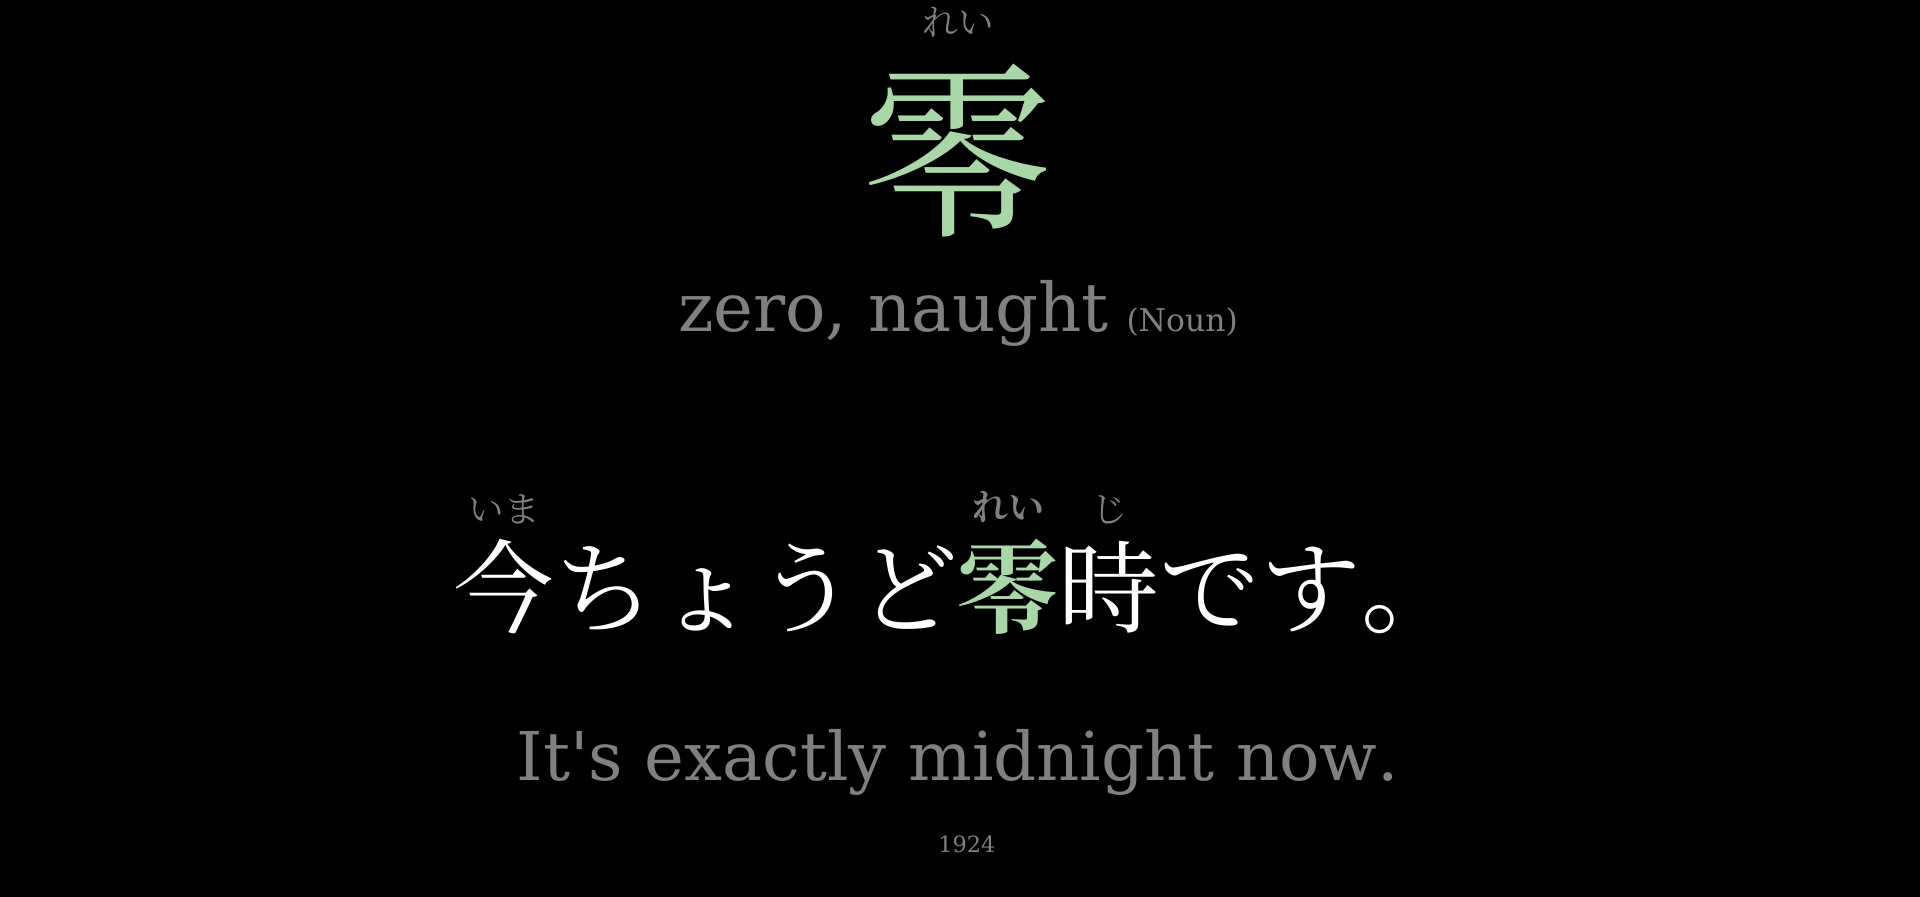 れい
零
zero, naught (Noun)
いま れい じ
今ちょうど零時です。
It's exactly midnight now.
1924